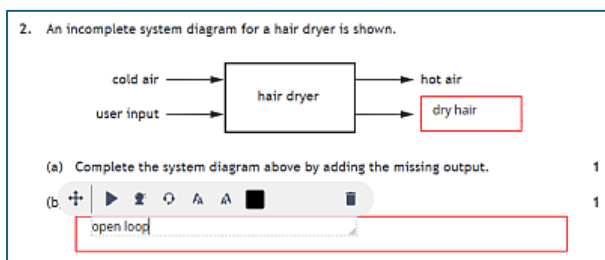 2. An incomplete system diagram for a hair dryer is shown.
cold air
hot air
hair dryer
user input
dry hair
(a) Complete the system diagram above by adding the missing output. 1
(b 1
open loop